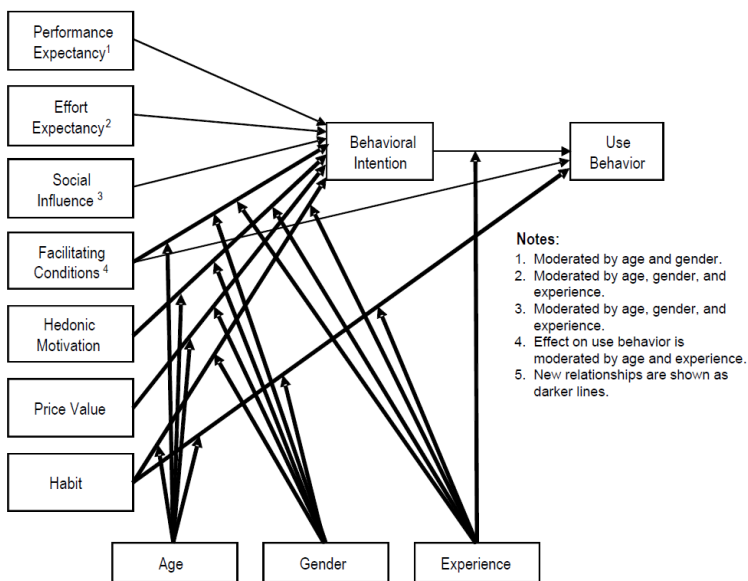 Performance
Expectancy1
Effort
Expectancy2
Social
Influence 3
Facilitating
Conditions 4
Hedonic
Motivation
Price Value
Habit
Behavioral
Intention
Use
Behavior
Notes:
1. Moderated by age and gender.
2. Moderated by age, gender, and
experience.
3. Moderated by age, gender, and
experience.
4. Effect on use behavior is
moderated by age and experience.
5. New relationships are shown as
darker lines.
Age
Gender
Experience